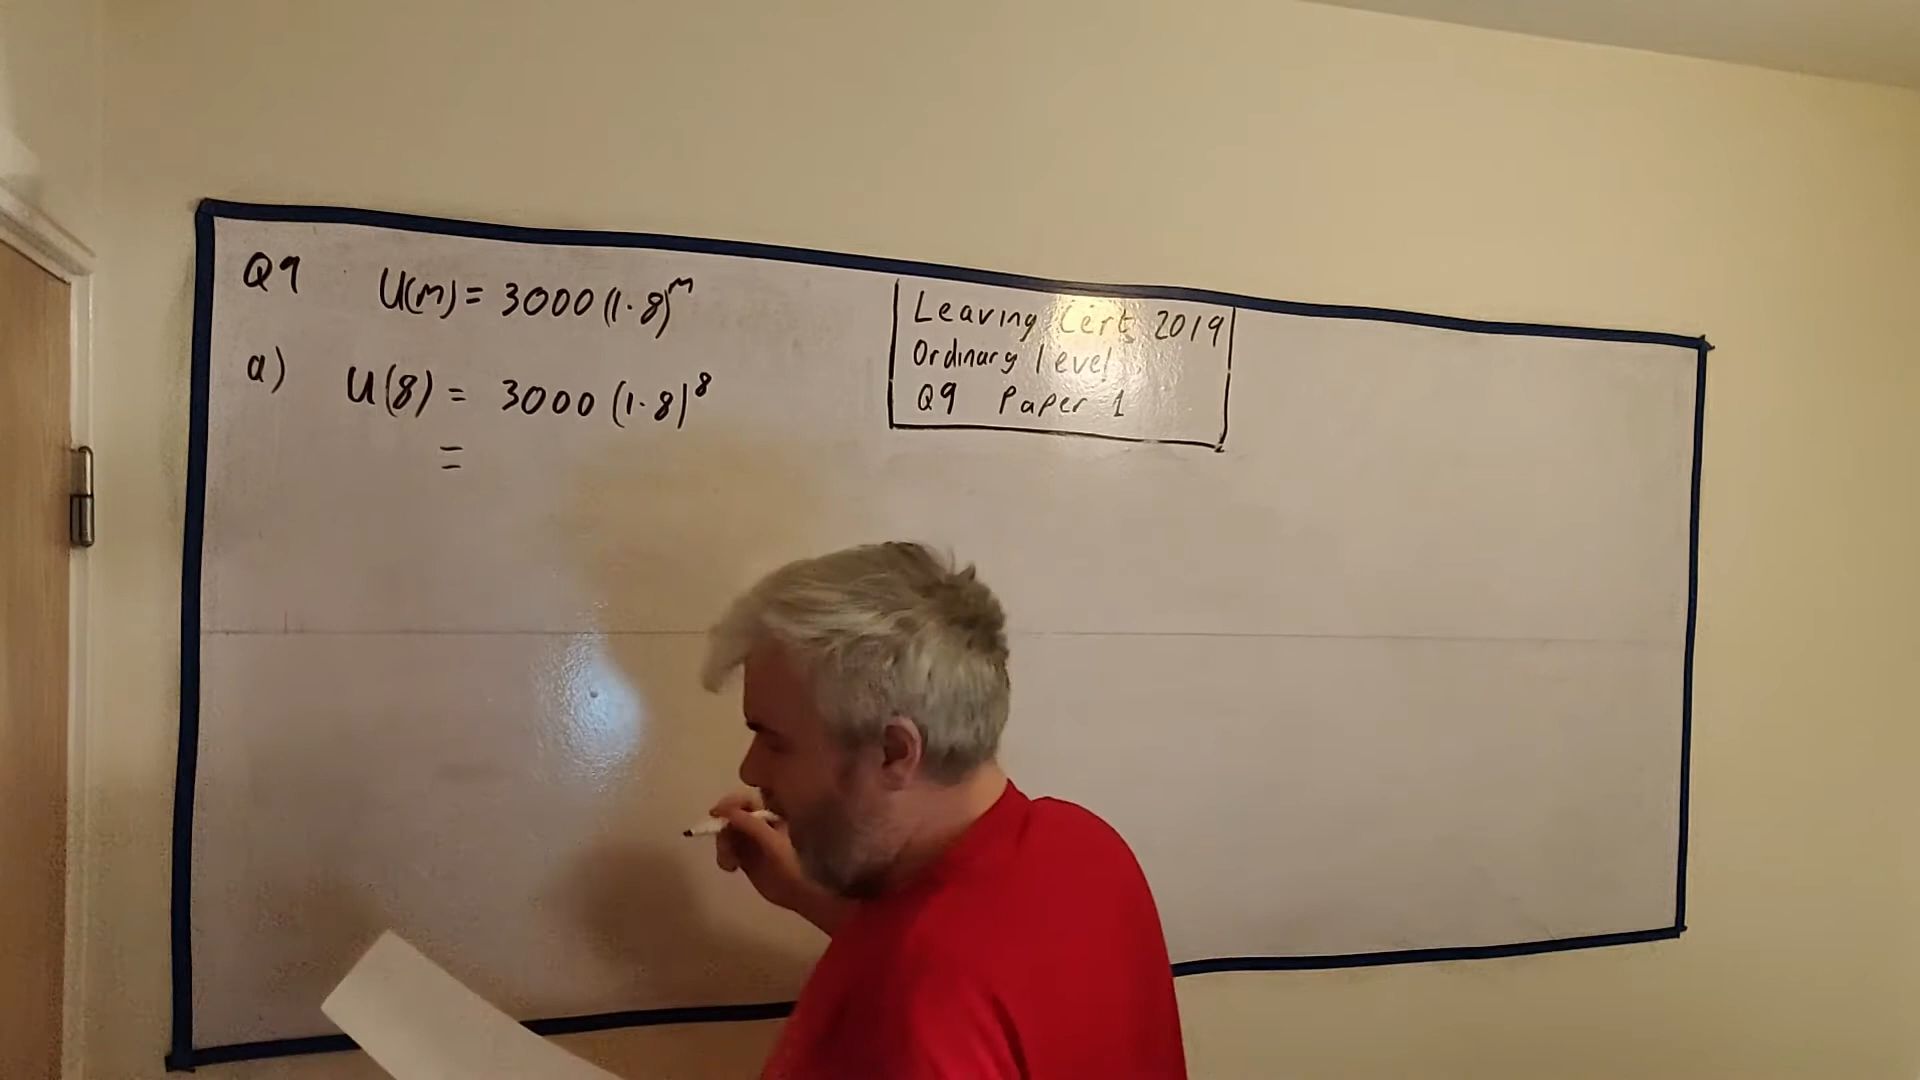 Q9 U(m) = 3000 (1.8)^m
a) U(8) = 3000 (1.8)^8
=
Leaving Cert 2019
Ordinary level
Q9 Paper 1